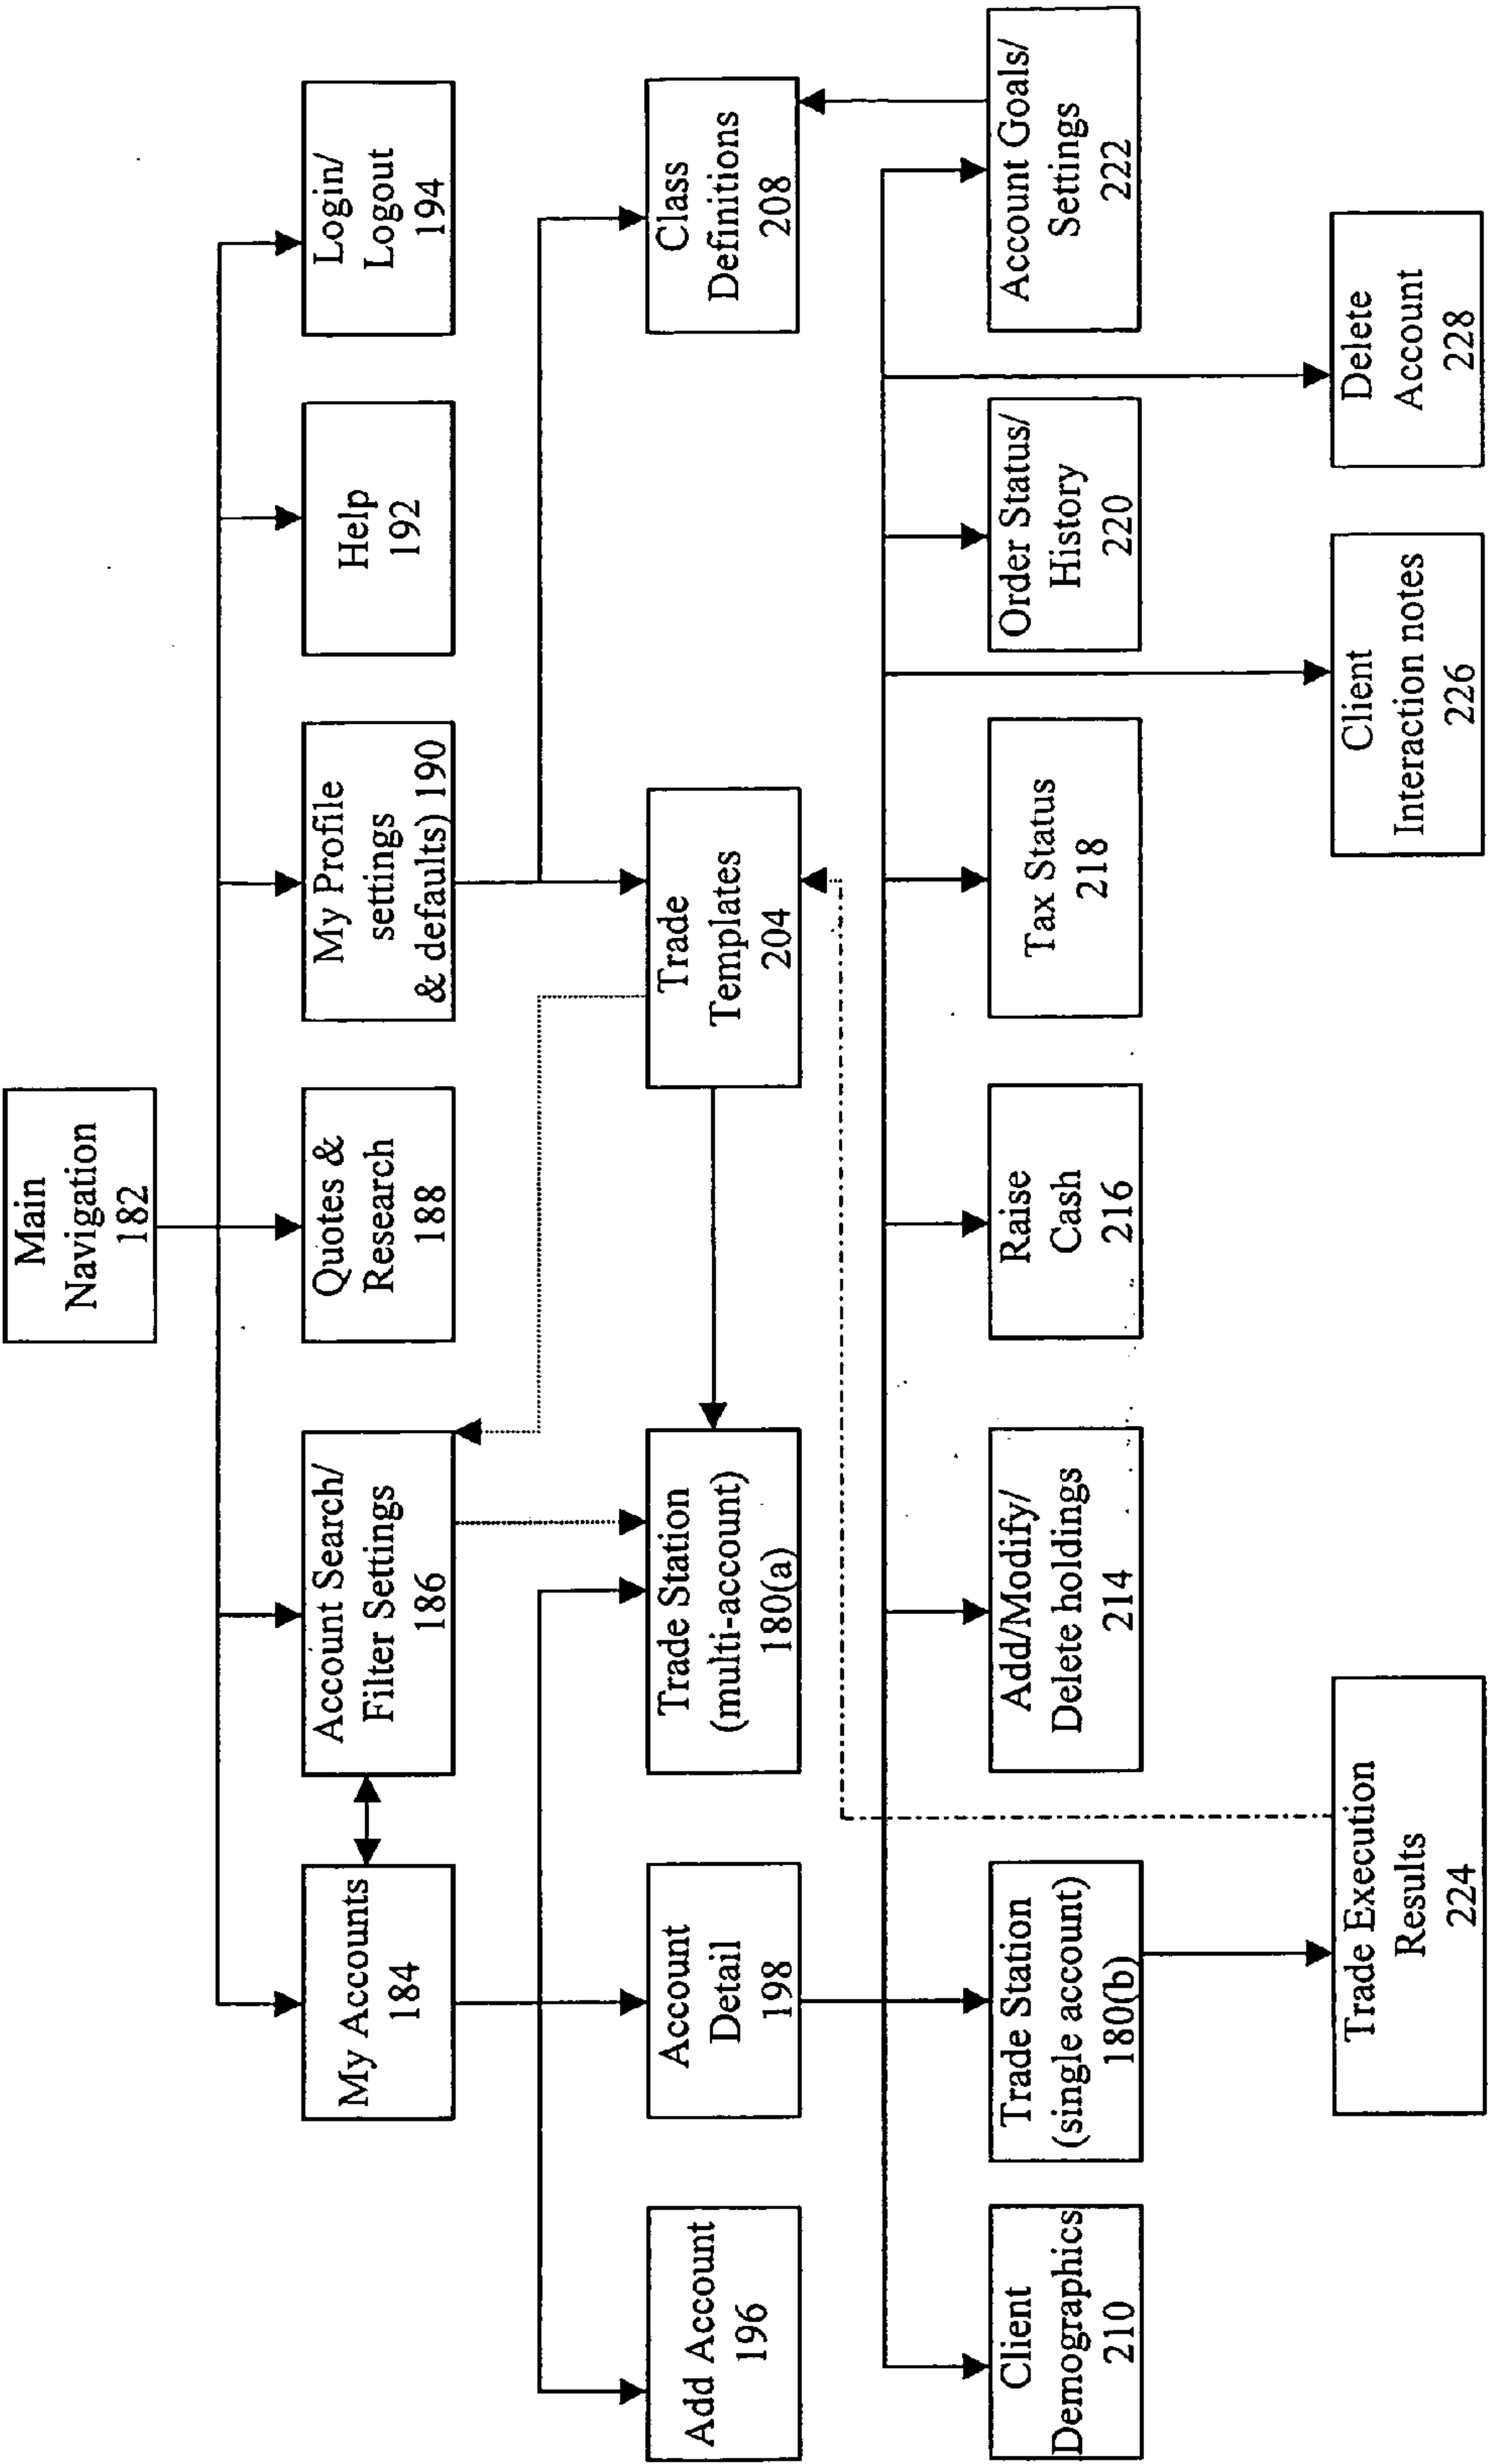 Main
Navigation
182
My Accounts
184
Account Search/
Filter Settings
186
Quotes &
Research
188
My Profile
settings
& defaults) 190
Help
192
Login/
Logout
194
Add Account
196
Account
Detail
198
Trade Station
(multi-account)
180(a)
Trade
Templates
204
Class
Definitions
208
Client
Demographics
210
Trade Station
(single account)
180(b)
Add/Modify/
Delete holdings
214
Raise
Cash
216
Tax Status
218
Order Status/
History
220
Account Goals/
Settings
222
Trade Execution
Results
224
Client
Interaction notes
226
Delete
Account
228